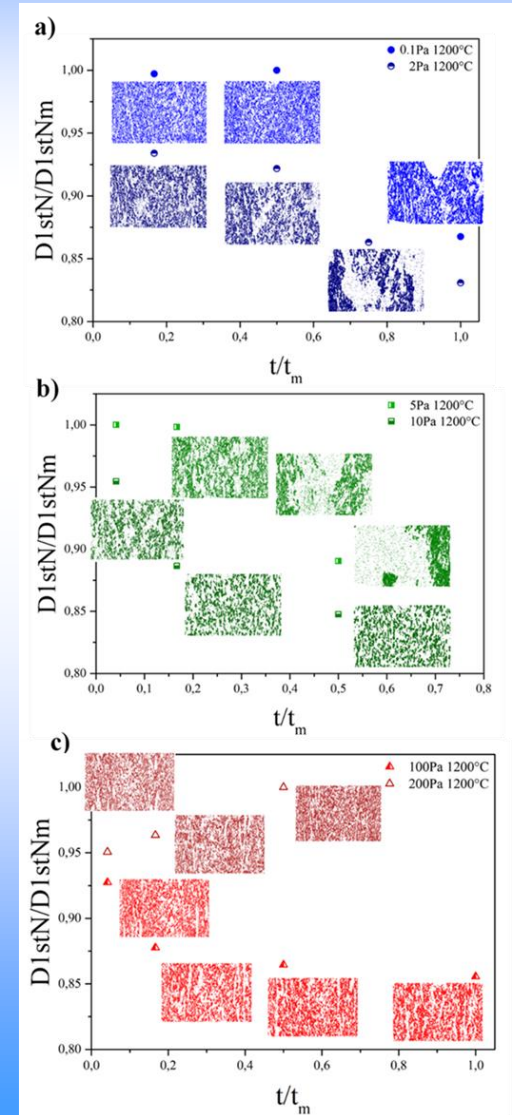 a)
0.1Pa 1200°C
2Pa 1200°C
D1stN/D1stNm
1,00
0,95
0,90
0,85
0,80
0,0 0,2 0,4 0,6 0,8 1,0
t/tm
b)
5Pa 1200°C
10Pa 1200°C
D1stN/D1stNm
1,00
0,95
0,90
0,85
0,80
0,0 0,1 0,2 0,3 0,4 0,5 0,6 0,7 0,8
t/tm
c)
100Pa 1200°C
200Pa 1200°C
D1stN/D1stNm
1,00
0,95
0,90
0,85
0,80
0,0 0,2 0,4 0,6 0,8 1,0
t/tm